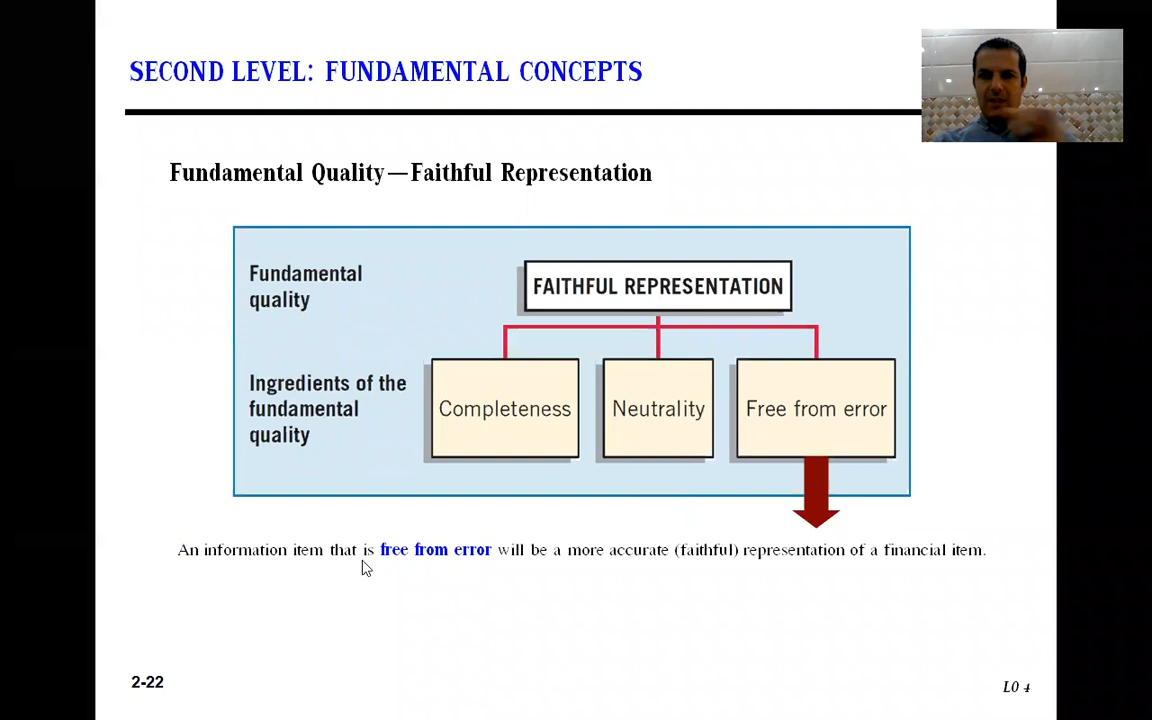 SECOND LEVEL: FUNDAMENTAL CONCEPTS
Fundamental Quality—Faithful Representation
Fundamental
quality
FAITHFUL REPRESENTATION
Ingredients of the
fundamental
quality
Completeness
Neutrality
Free from error
An information item that is free from error will be a more accurate (faithful) representation of a financial item.
2-22
LO 4